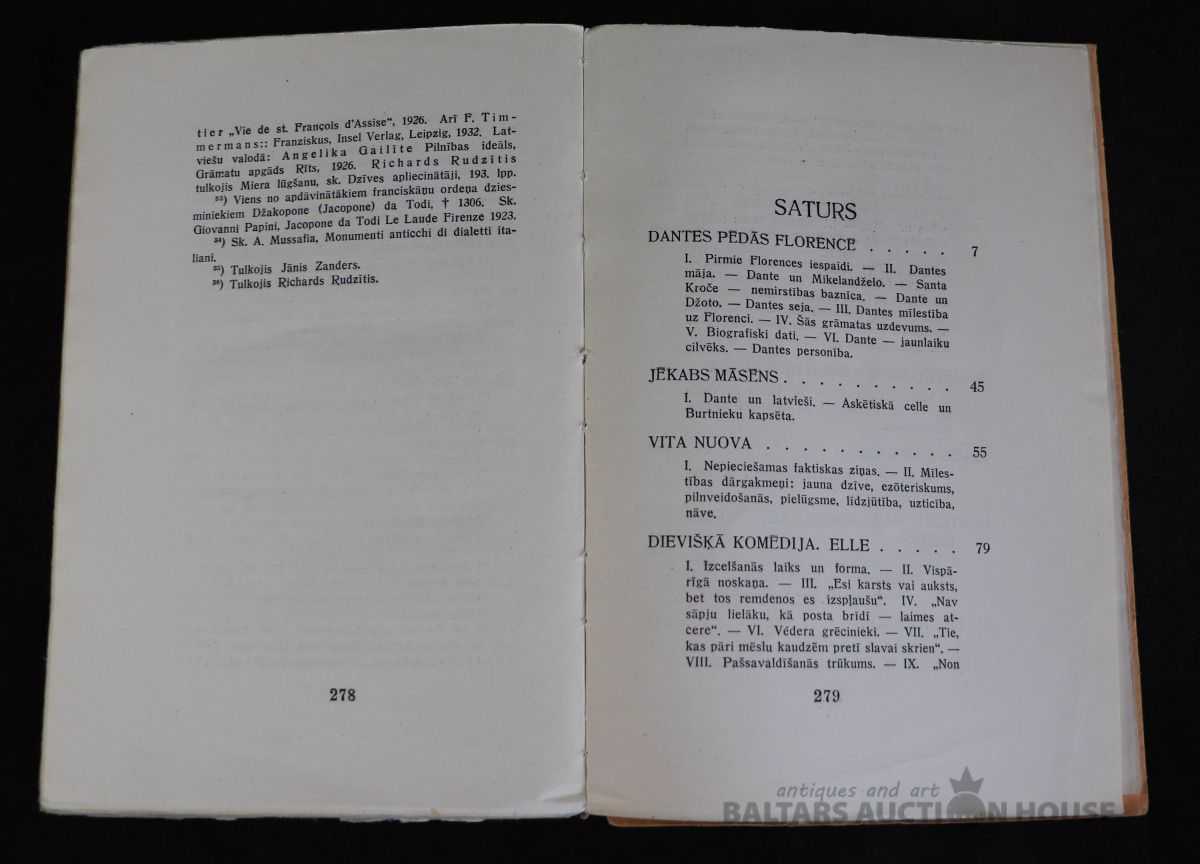 tier „Vie de st. François d'Assise“, 1926. Arī F. Tim-
mermans:: Franziskus, Insel Verlag, Leipzig, 1932. Lat-
viešu valodā: Angelika Gailīte Pilnības ideāls,
Grāmatu apgāds Rīts, 1926. Richards Rudzītis
tulkojis Miera lūgšanu, sk. Dzīves apliecinātāji, 193. lpp.
³³) Viens no apdāvinātākiem franciskāņu ordeņa dzies-
miniekiem Džakopone (Jacopone) da Todi, † 1306. Sk.
Giovanni Papini, Jacopone da Todi Le Laude Firenze 1923.
³⁴) Sk. A. Mussafia, Monumenti anticchi di dialetti ita-
liani.
³⁵) Tulkojis Jānis Zanders.
³⁶) Tulkojis Richards Rudzītis.
278
SATURS
DANTES PĒDĀS FLORENCĒ . . . . . 7
I. Pirmie Florences iespaidi. — II. Dantes
māja. — Dante un Mikelandželo. — Santa
Kroče — nemirstības baznīca. — Dante un
Džoto. — Dantes seja. — III. Dantes mīlestība
uz Florenci. — IV. Šās grāmatas uzdevums. —
V. Biografiski dati. — VI. Dante — jaunlaiku
cilvēks. — Dantes personība.
JĒKABS MĀSĒNS . . . . . . . . . . 45
I. Dante un latvieši. — Askētiskā celle un
Burtnieku kapsēta.
VITA NUOVA . . . . . . . . . . . 55
I. Nepieciešamas faktiskas ziņas. — II. Mīles-
tības dārgakmeņi: jauna dzīve, ezōteriskums,
pilnveidošanās, pielūgsme, līdzjūtība, uzticība,
nāve.
DIEVIŠĶĀ KOMĒDIJA. ELLE . . . . . 79
I. Izcelšanās laiks un forma. — II. Vispā-
rīgā noskaņa. — III. „Esi karsts vai auksts,
bet tos remdenos es izspļaušu“. IV. „Nav
sāpju lielāku, kā posta brīdī — laimes at-
cere“. — VI. Vēdera grēcinieki. — VII. „Tie,
kas pāri mēslu kaudzēm pretī slavai skrien“. —
VIII. Pašsavaldīšanās trūkums. — IX. „Non
279
antiques and art
BALTARS AUCTION HOUSE